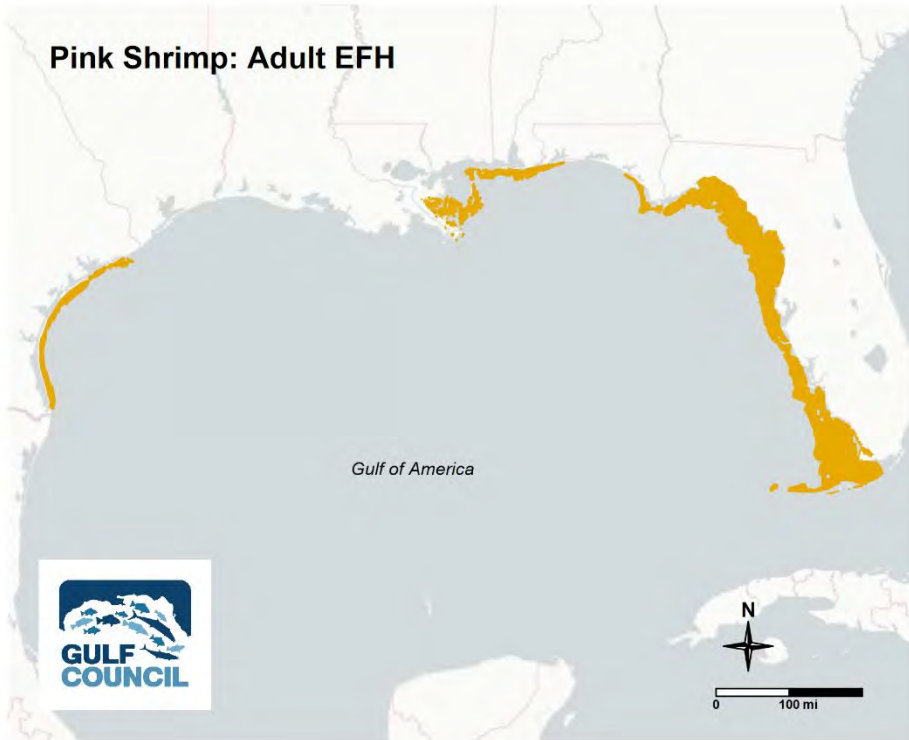 Pink Shrimp: Adult EFH
Gulf of America
GULF
COUNCIL
N
0 100 mi